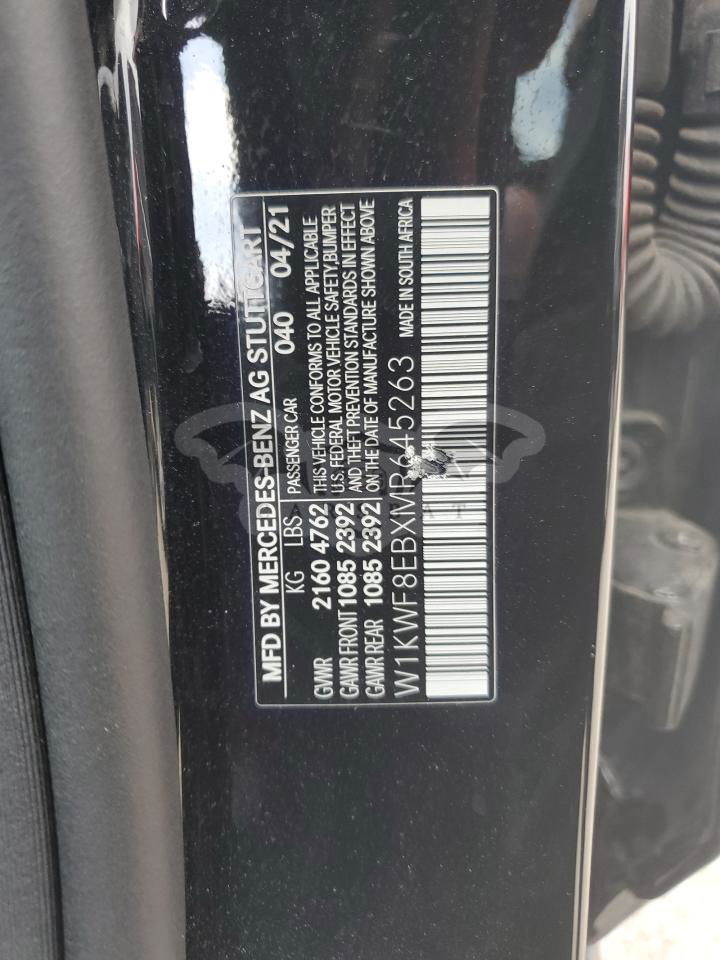 MFD BY MERCEDES-BENZ AG STUTTGART
KG LBS 040 04/21
GVWR 2160 4762
GAWR FRONT 1085 2392
GAWR REAR 1085 2392
PASSENGER CAR
THIS VEHICLE CONFORMS TO ALL APPLICABLE
U.S. FEDERAL MOTOR VEHICLE SAFETY, BUMPER
AND THEFT PREVENTION STANDARDS IN EFFECT
ON THE DATE OF MANUFACTURE SHOWN ABOVE
W1KWF8EBXMR645263 MADE IN SOUTH AFRICA